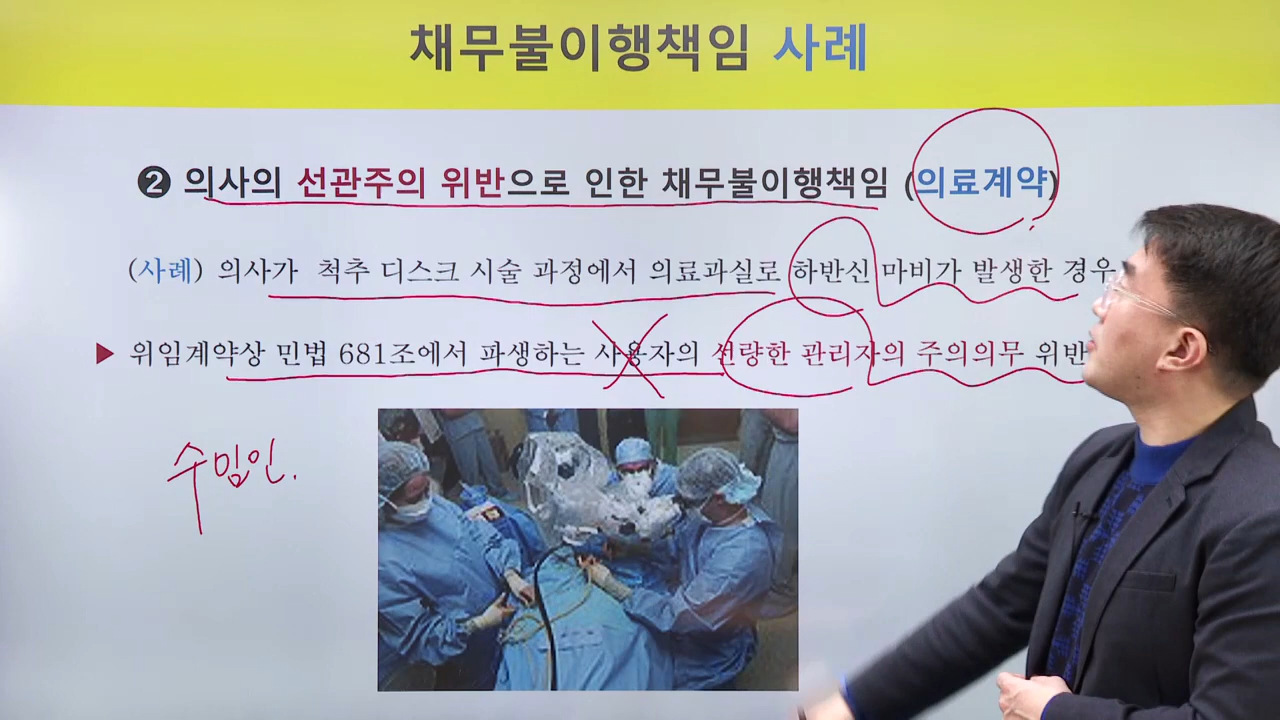 채무불이행책임 사례
❷ 의사의 선관주의 위반으로 인한 채무불이행책임 (의료계약)
(사례) 의사가 척추 디스크 시술 과정에서 의료과실로 하반신 마비가 발생한 경우
▶ 위임계약상 민법 681조에서 파생하는 사용자의 선량한 관리자의 주의의무 위반
수임인.